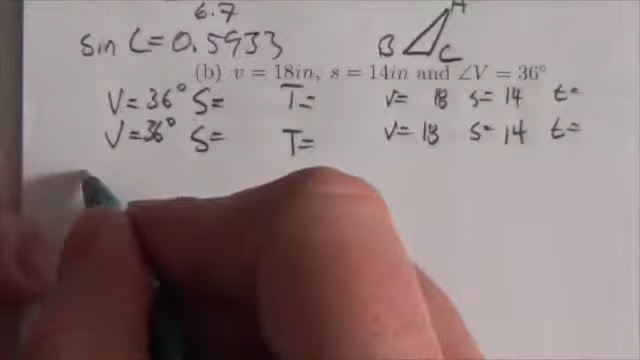 6.7
sin C = 0.5933
A
B
C
(b) v = 18in, s = 14in and ∠V = 36°
V = 36° S = T = v = 18 s = 14 t =
V = 36° S = T = v = 18 s = 14 t =